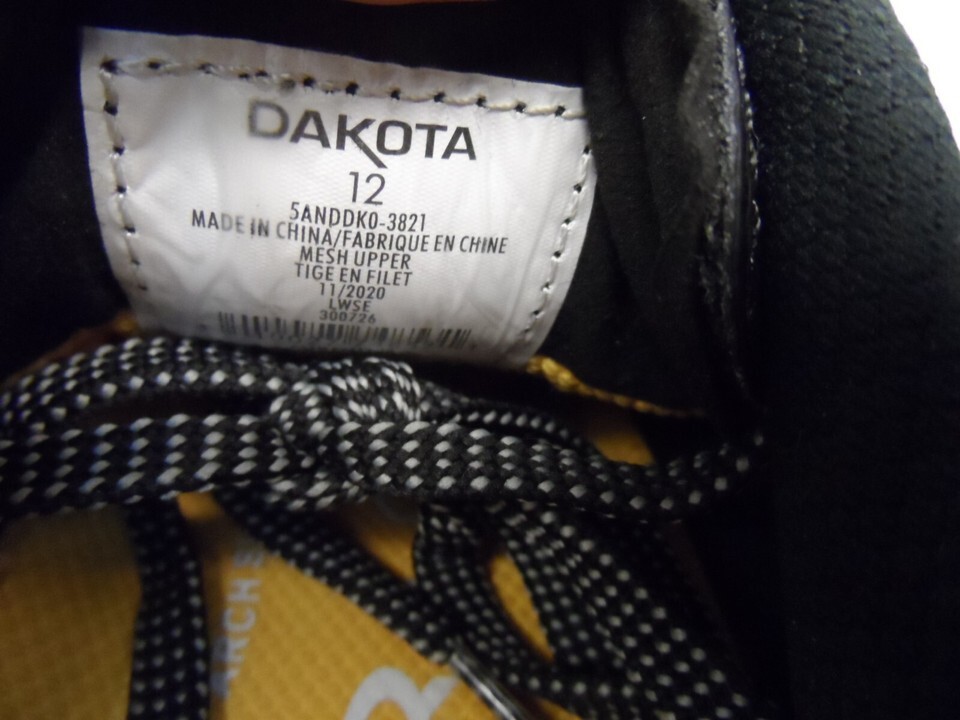 DAKOTA
12
5ANDDK0-3821
MADE IN CHINA/FABRIQUE EN CHINE
MESH UPPER
TIGE EN FILET
11/2020
LWSE
300726
ARCH